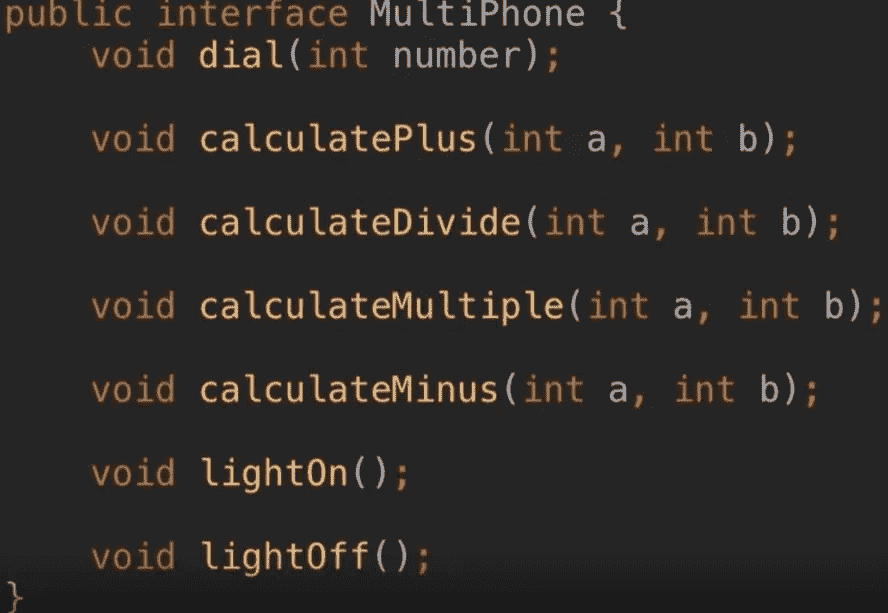 public interface MultiPhone {
void dial(int number);
void calculatePlus(int a, int b);
void calculateDivide(int a, int b);
void calculateMultiple(int a, int b);
void calculateMinus(int a, int b);
void lightOn();
void lightOff();
}